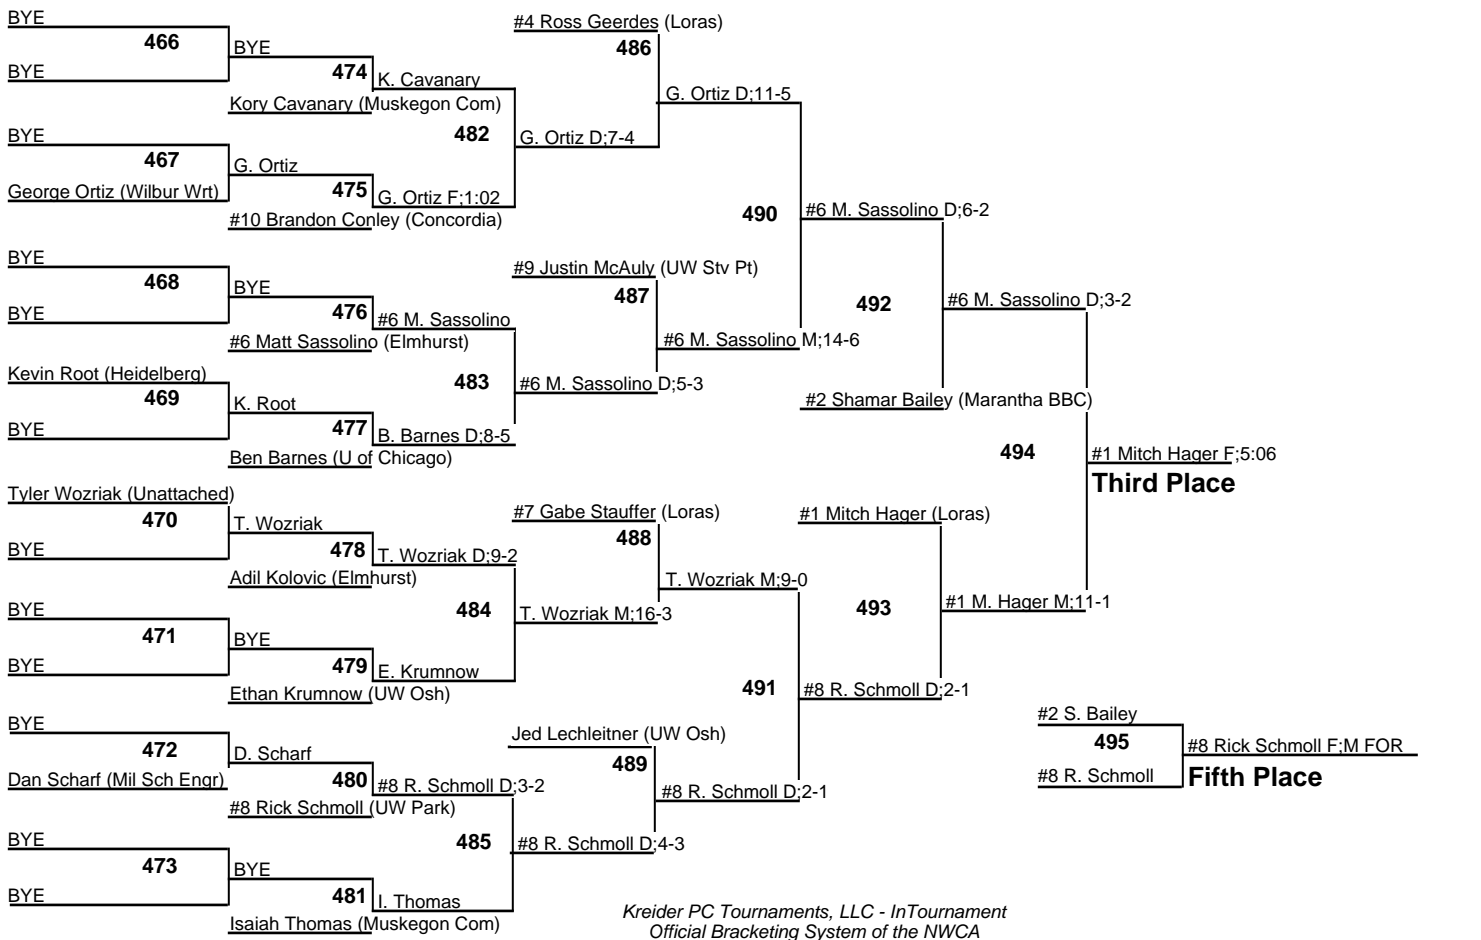 BYE
466
BYE
BYE
474
K. Cavanary
Kory Cavanary (Muskegon Com)
482
BYE
467
G. Ortiz
George Ortiz (Wilbur Wrt)
475
G. Ortiz F;1:02
#10 Brandon Conley (Concordia)
G. Ortiz D;7-4
#4 Ross Geerdes (Loras)
486
G. Ortiz D;11-5
490
#6 M. Sassolino D;6-2
BYE
468
BYE
BYE
476
#6 M. Sassolino
#6 Matt Sassolino (Elmhurst)
483
Kevin Root (Heidelberg)
469
K. Root
BYE
477
B. Barnes D;8-5
Ben Barnes (U of Chicago)
#6 M. Sassolino D;5-3
#9 Justin McAuly (UW Stv Pt)
487
#6 M. Sassolino M;14-6
492
#6 M. Sassolino D;3-2
#2 Shamar Bailey (Marantha BBC)
494
#1 Mitch Hager F;5:06
Third Place
Tyler Wozriak (Unattached)
470
T. Wozriak
BYE
478
T. Wozriak D;9-2
Adil Kolovic (Elmhurst)
484
BYE
471
BYE
BYE
479
E. Krumnow
Ethan Krumnow (UW Osh)
T. Wozriak M;16-3
#7 Gabe Stauffer (Loras)
488
T. Wozriak M;9-0
#1 Mitch Hager (Loras)
493
#1 M. Hager M;11-1
491
#8 R. Schmoll D;2-1
BYE
472
D. Scharf
Dan Scharf (Mil Sch Engr)
480
#8 R. Schmoll D;3-2
#8 Rick Schmoll (UW Park)
485
BYE
473
BYE
BYE
481
I. Thomas
Isaiah Thomas (Muskegon Com)
#8 R. Schmoll D;4-3
Jed Lechleitner (UW Osh)
489
#8 R. Schmoll D;2-1
#2 S. Bailey
495
#8 Rick Schmoll F;M FOR
#8 R. Schmoll
Fifth Place
Kreider PC Tournaments, LLC - InTournament
Official Bracketing System of the NWCA